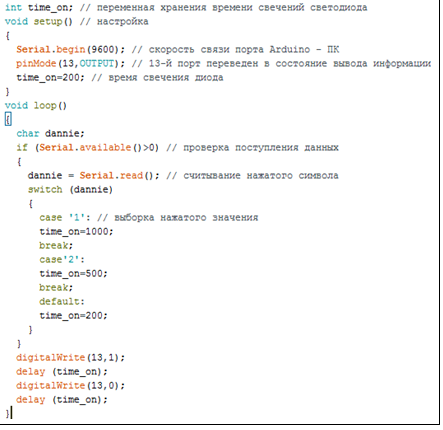 int time_on; // переменная хранения времени свечений светодиода
void setup() // настройка
{
  Serial.begin(9600); // скорость связи порта Arduino - ПК
  pinMode(13,OUTPUT); // 13-й порт переведен в состояние вывода информации
  time_on=200; // время свечения диода
}
void loop()
{
  char dannie;
  if (Serial.available()>0) // проверка поступления данных
  {
    dannie = Serial.read(); // считывание нажатого символа
    switch (dannie)
    {
      case '1': // выборка нажатого значения
      time_on=1000;
      break;
      case'2':
      time_on=500;
      break;
      default:
      time_on=200;
    }
  }
  digitalWrite(13,1);
  delay (time_on);
  digitalWrite(13,0);
  delay (time_on);
}